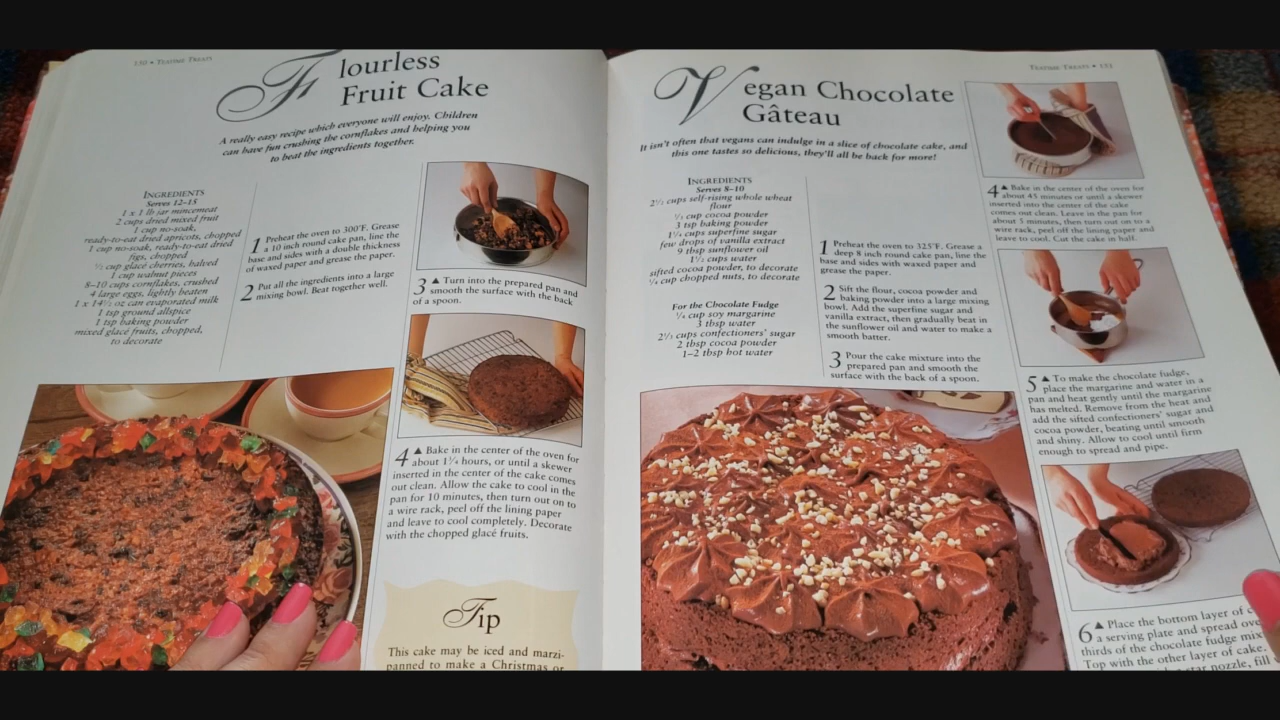 130 • Teatime Treats
Flourless
Fruit Cake
A really easy recipe which everyone will enjoy. Children
can have fun crushing the cornflakes and helping you
to beat the ingredients together.
Ingredients
Serves 12–15
1 x 1 lb jar mincemeat
2 cups dried mixed fruit
1 cup no-soak,
ready-to-eat dried apricots, chopped
1 cup no-soak, ready-to-eat dried
figs, chopped
½ cup glacé cherries, halved
1 cup walnut pieces
8–10 cups cornflakes, crushed
4 large eggs, lightly beaten
1 x 14½ oz can evaporated milk
1 tsp ground allspice
1 tsp baking powder
mixed glacé fruits, chopped,
to decorate
1 Preheat the oven to 300°F. Grease
a 10 inch round cake pan, line the
base and sides with a double thickness
of waxed paper and grease the paper.
2 Put all the ingredients into a large
mixing bowl. Beat together well.
3 ▲ Turn into the prepared pan and
smooth the surface with the back
of a spoon.
4 ▲ Bake in the center of the oven for
about 1¼ hours, or until a skewer
inserted in the center of the cake comes
out clean. Allow the cake to cool in the
pan for 10 minutes, then turn out on to
a wire rack, peel off the lining paper
and leave to cool completely. Decorate
with the chopped glacé fruits.
Tip
This cake may be iced and marzi-
panned to make a Christmas or
Teatime Treats • 131
Vegan Chocolate
Gâteau
It isn't often that vegans can indulge in a slice of chocolate cake, and
this one tastes so delicious, they'll all be back for more!
Ingredients
Serves 8–10
2½ cups self-rising whole wheat
flour
cup cocoa powder
3 tsp baking powder
1¼ cups superfine sugar
few drops of vanilla extract
9 tbsp sunflower oil
1½ cups water
sifted cocoa powder, to decorate
¼ cup chopped nuts, to decorate
For the Chocolate Fudge
¼ cup soy margarine
3 tbsp water
2½ cups confectioners' sugar
2 tbsp cocoa powder
1–2 tbsp hot water
1 Preheat the oven to 325°F. Grease a
deep 8 inch round cake pan, line the
base and sides with waxed paper and
grease the paper.
2 Sift the flour, cocoa powder and
baking powder into a large mixing
bowl. Add the superfine sugar and
vanilla extract, then gradually beat in
the sunflower oil and water to make a
smooth batter.
3 Pour the cake mixture into the
prepared pan and smooth the
surface with the back of a spoon.
4 ▲ Bake in the center of the oven for
about 45 minutes or until a skewer
inserted into the center of the cake
comes out clean. Leave in the pan for
about 5 minutes, then turn out on to a
wire rack, peel off the lining paper and
leave to cool. Cut the cake in half.
5 ▲ To make the chocolate fudge,
place the margarine and water in a
pan and heat gently until the margarine
has melted. Remove from the heat and
add the sifted confectioners' sugar and
cocoa powder, beating until smooth
and shiny. Allow to cool until firm
enough to spread and pipe.
6 ▲ Place the bottom layer of
a serving plate and spread
thirds of the chocolate fudge mix
Top with the other layer of cake.
star nozzle, fill